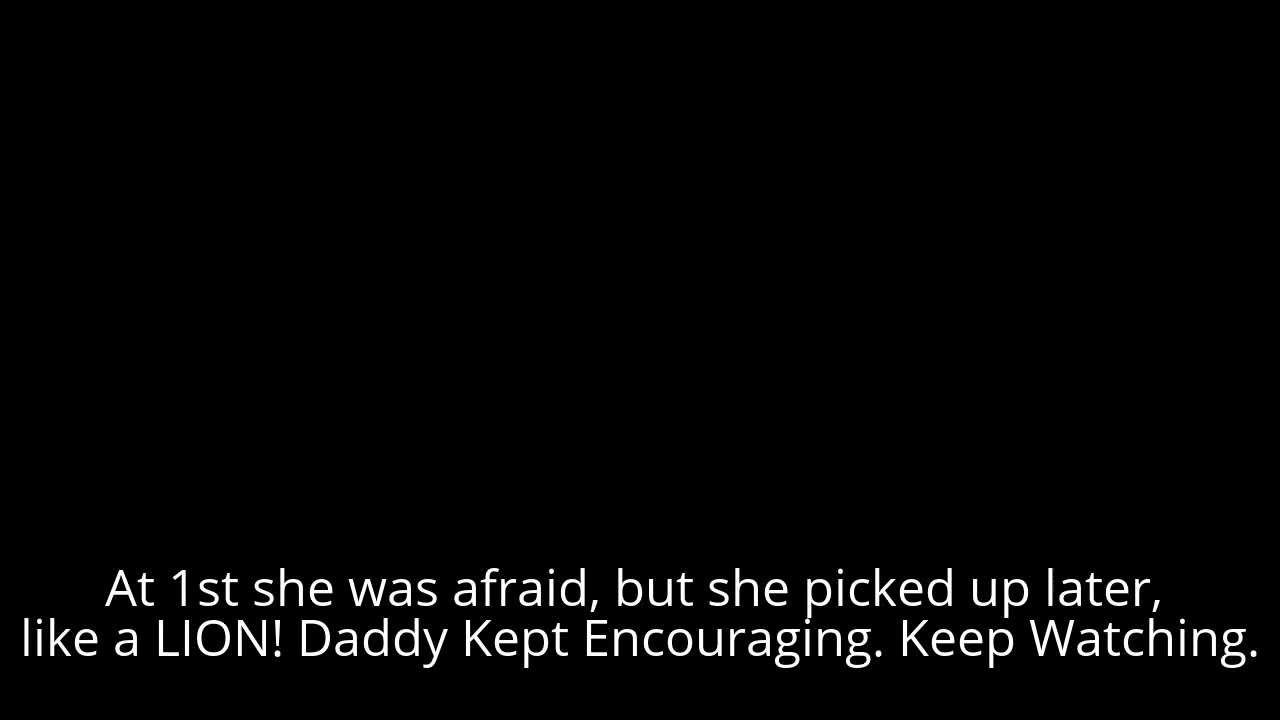 At 1st she was afraid, but she picked up later,
like a LION! Daddy Kept Encouraging. Keep Watching.